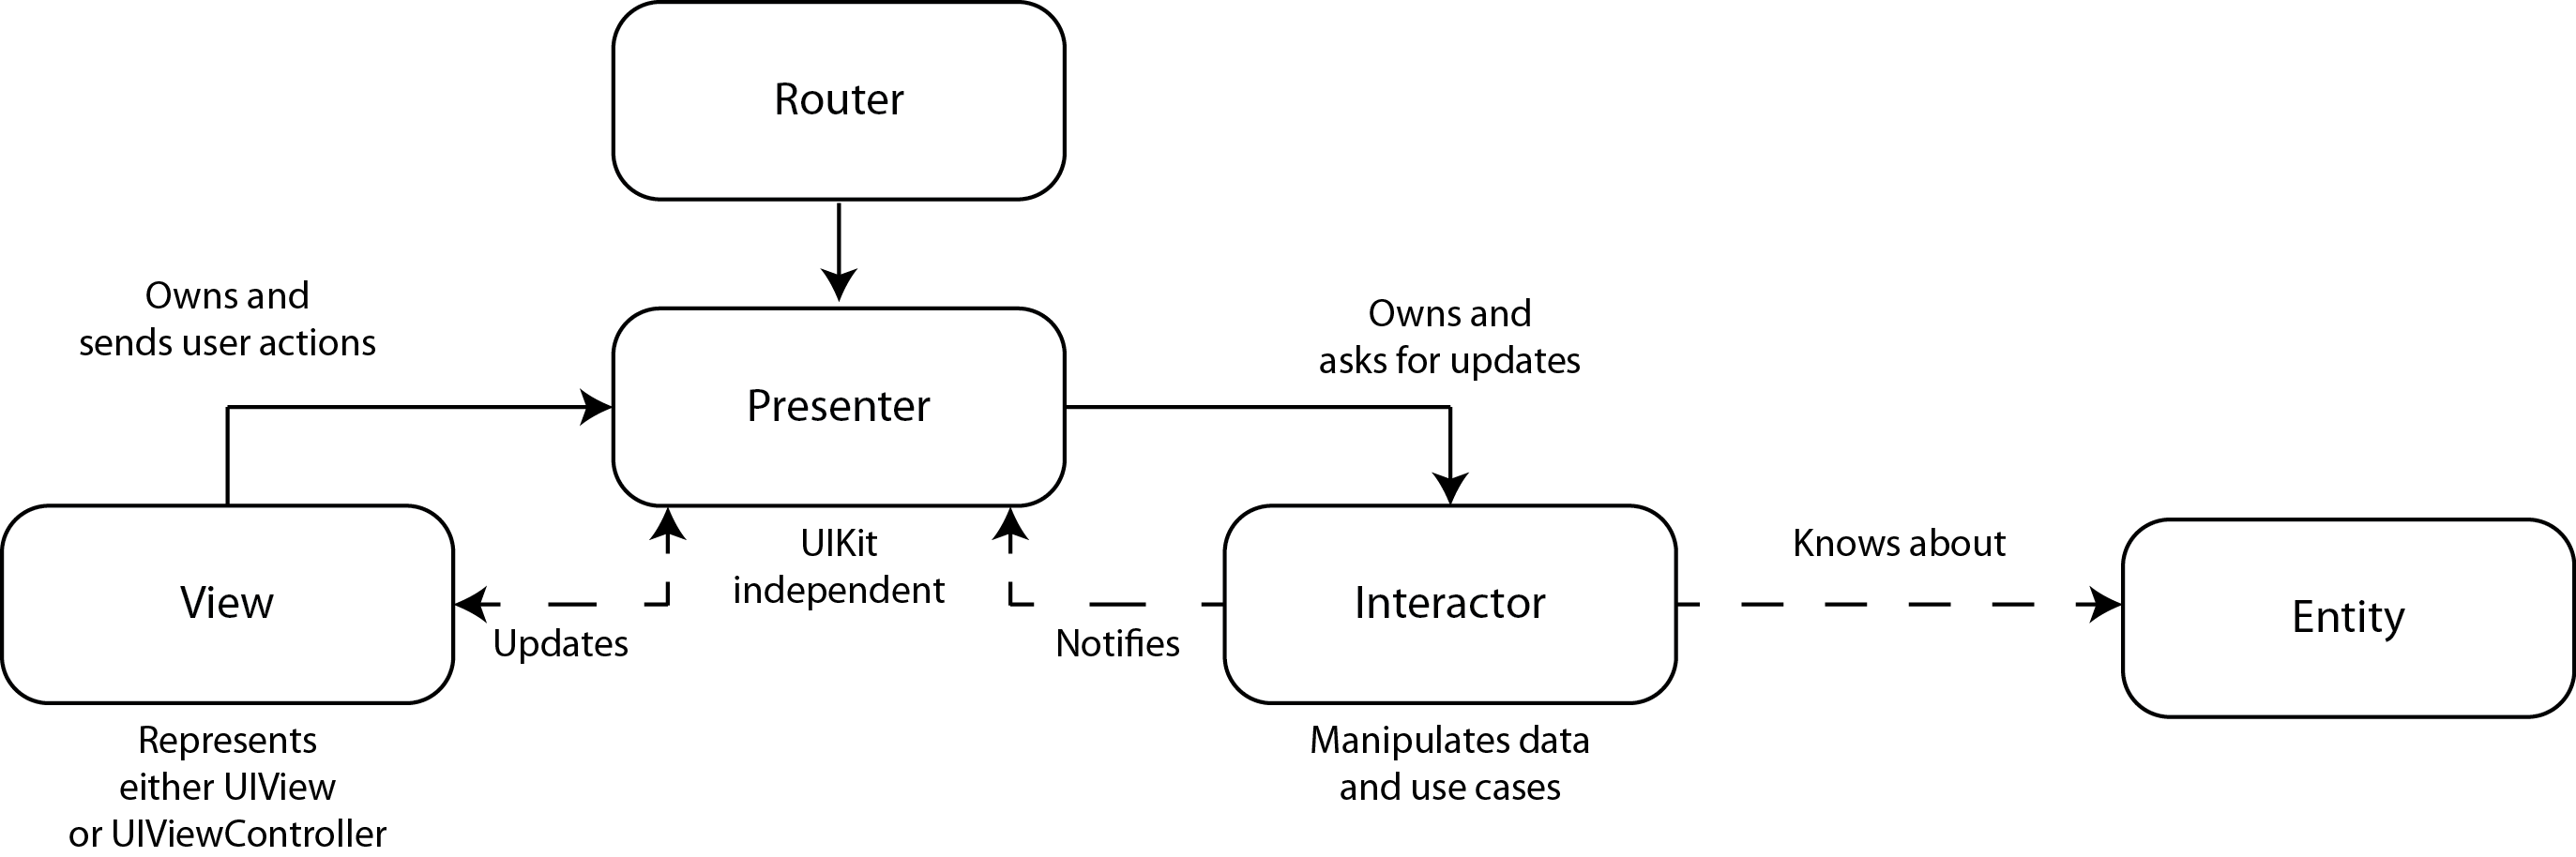 Router
Owns and
sends user actions
Owns and
asks for updates
Presenter
UIKit
independent
View
Updates
Notifies
Interactor
Knows about
Entity
Represents
either UIView
or UIViewController
Manipulates data
and use cases